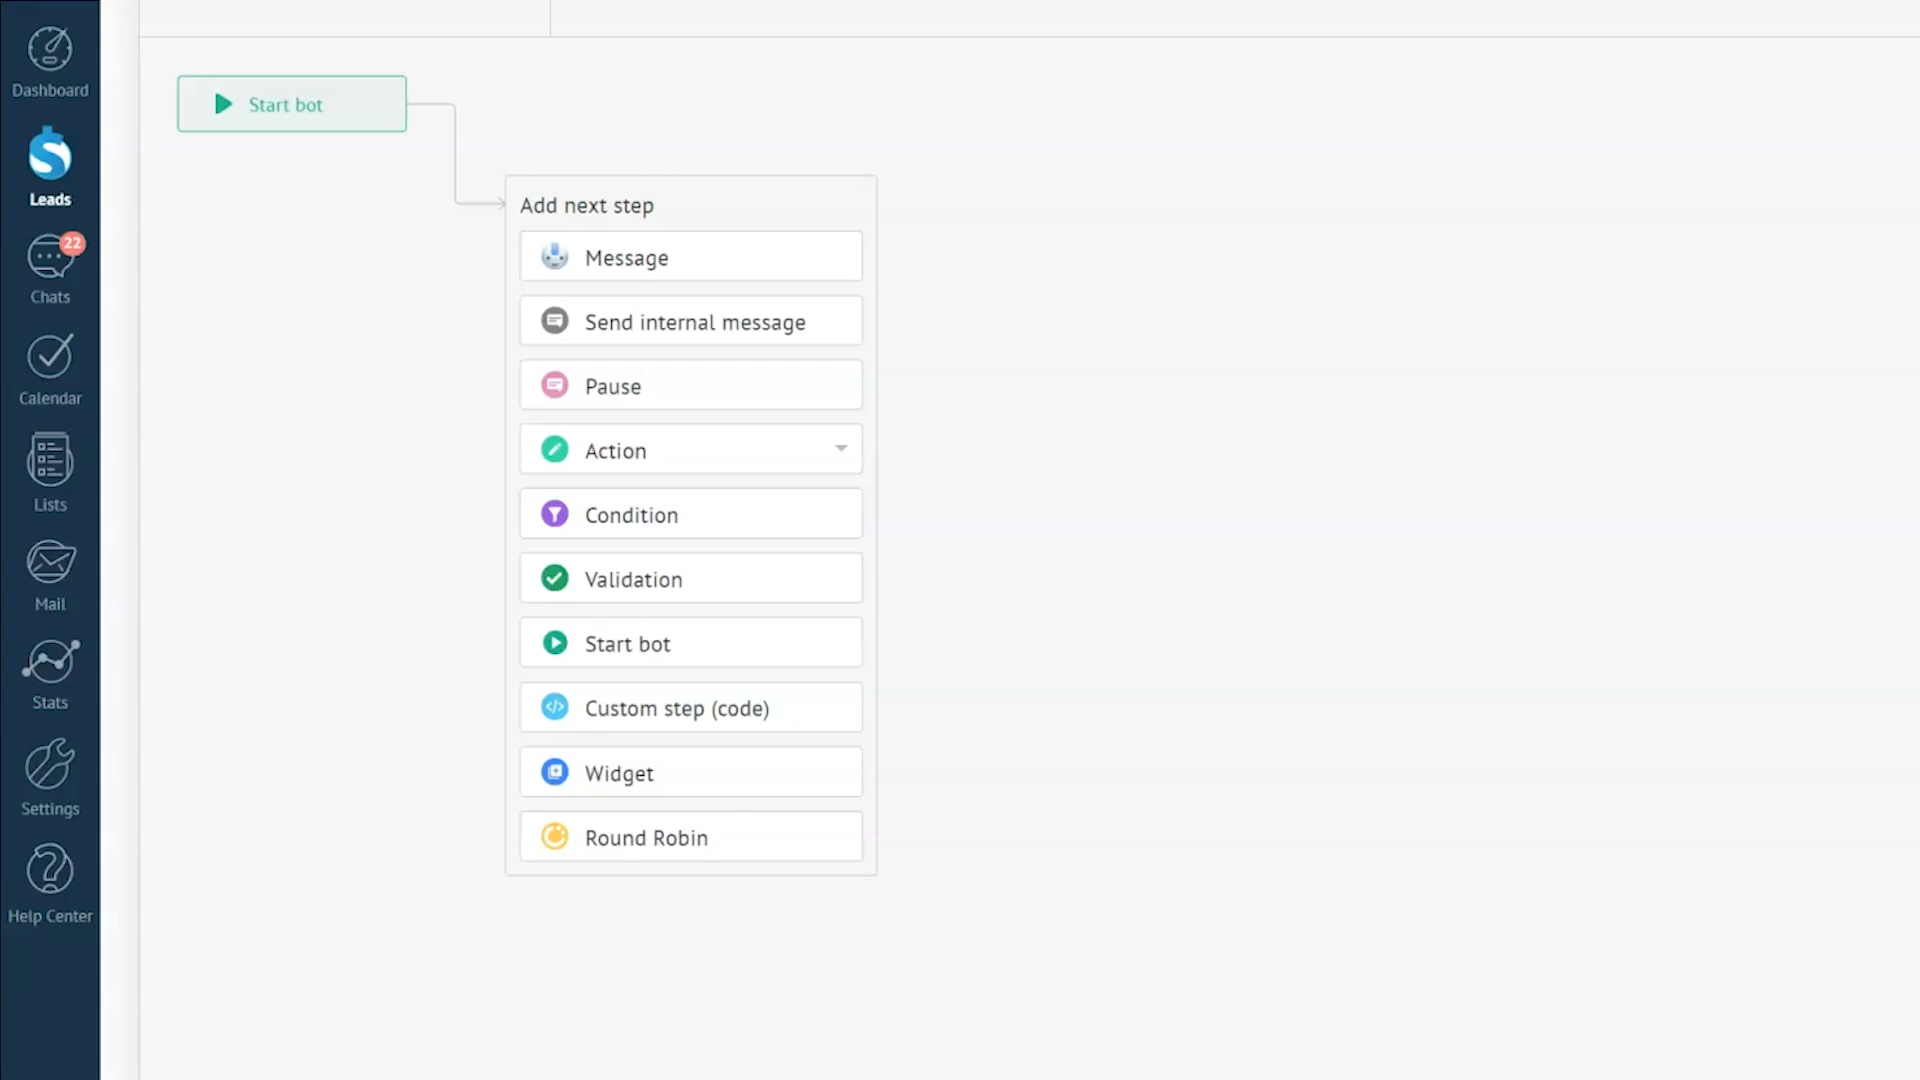 Dashboard
Leads
22
Chats
Calendar
Lists
Mail
Stats
Settings
Help Center
Start bot
Add next step
Message
Send internal message
Pause
Action
Condition
Validation
Start bot
Custom step (code)
Widget
Round Robin